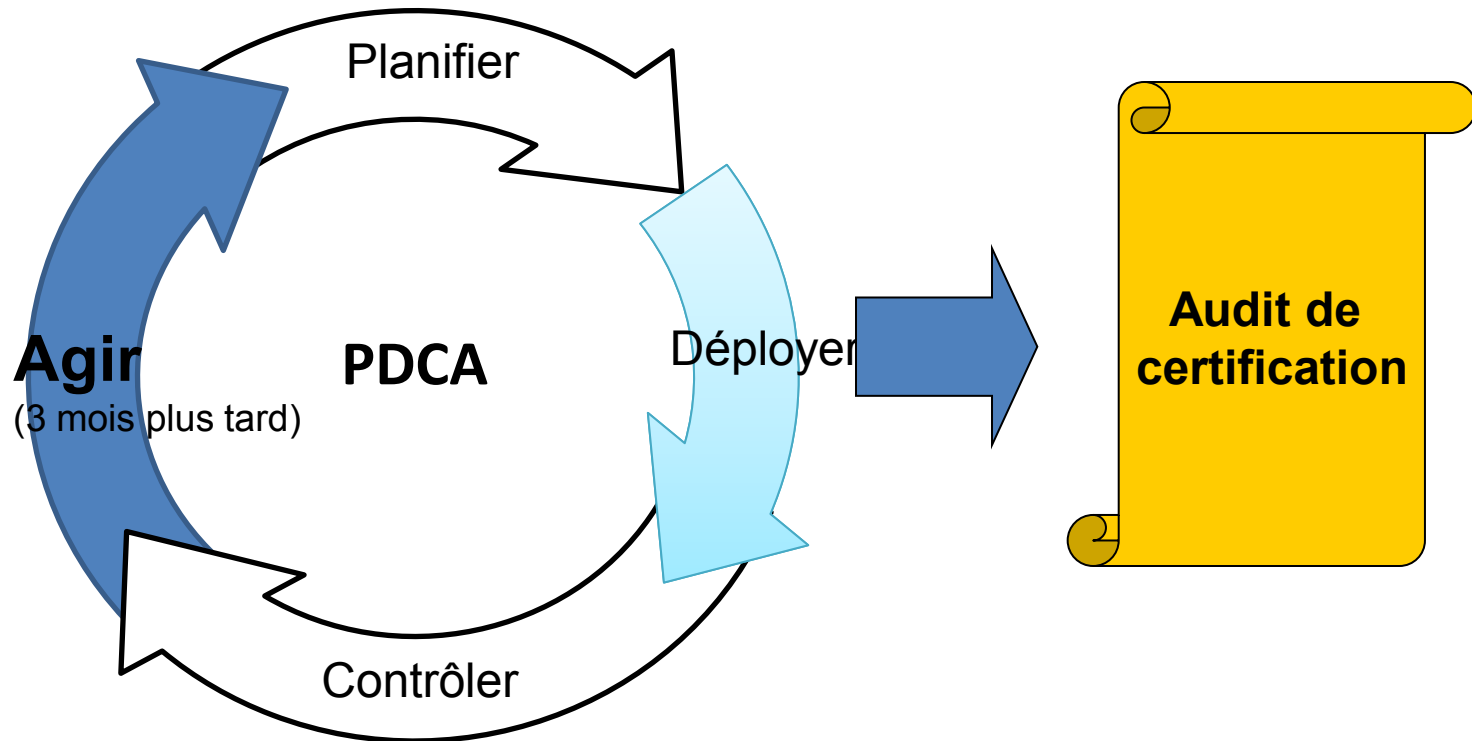 Planifier
Agir
(3 mois plus tard)
PDCA
Déployer
Contrôler
Audit de
certification